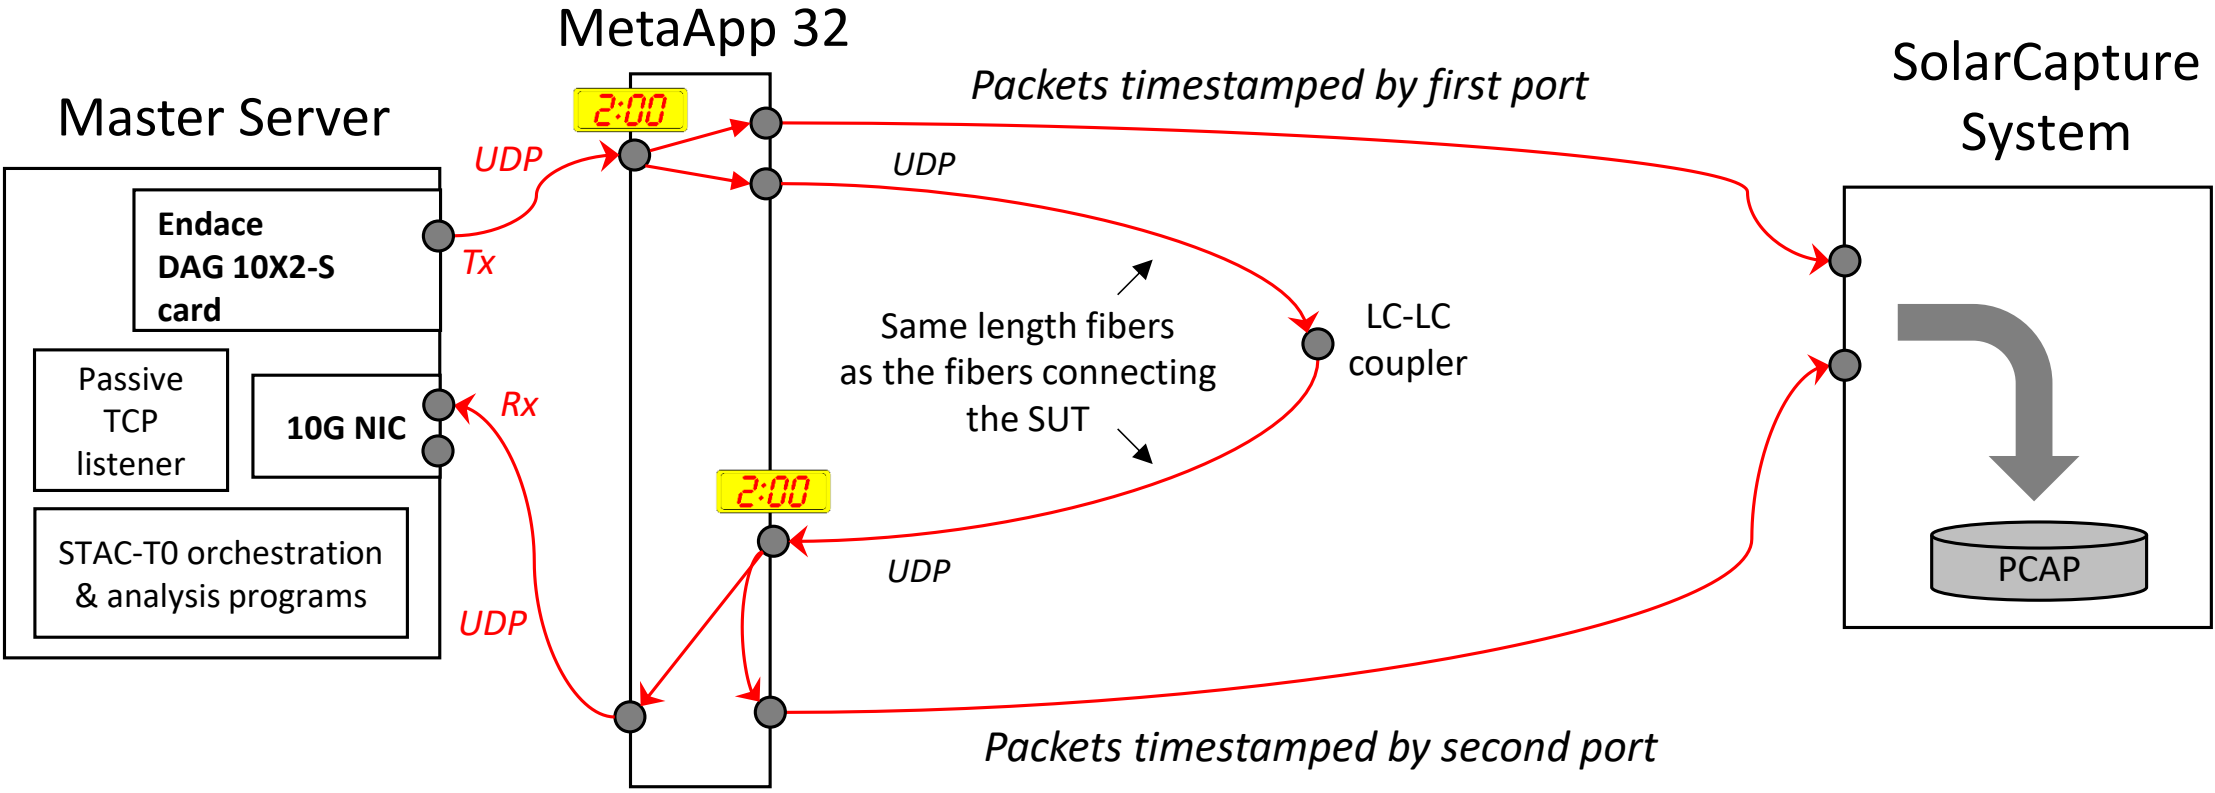 MetaApp 32
SolarCapture
System
Master Server
Packets timestamped by first port
2:00
UDP
UDP
Endace
DAG 10X2-S
card
Tx
Same length fibers
as the fibers connecting
the SUT
LC-LC
coupler
Passive
TCP
listener
10G NIC
Rx
2:00
STAC-T0 orchestration
& analysis programs
UDP
UDP
PCAP
Packets timestamped by second port